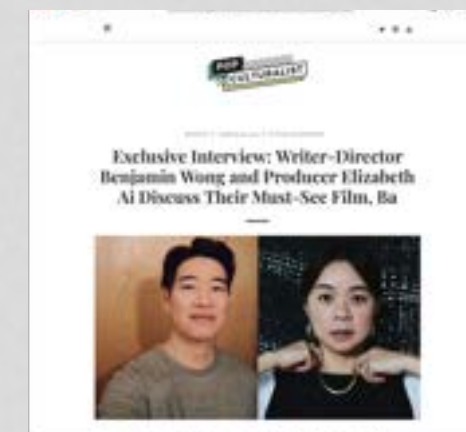 POP
CULTURALIST
Exclusive Interview: Writer-Director
Benjamin Wong and Producer Elizabeth
Ai Discuss Their Must-See Film, Ba